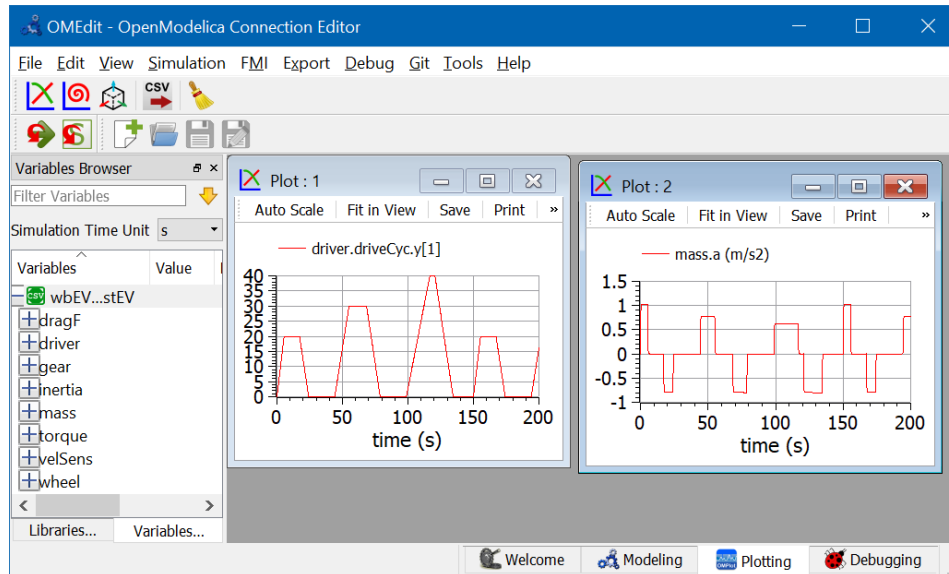 OMEdit - OpenModelica Connection Editor
File Edit View Simulation FMI Export Debug Git Tools Help
CSV
Variables Browser
Filter Variables
Simulation Time Unit s
Variables Value
CSV wbEV...stEV
dragF
driver
gear
inertia
mass
torque
velSens
wheel
Libraries... Variables...
Plot : 1
Auto Scale Fit in View Save Print »
driver.driveCyc.y[1]
40
35
30
25
20
15
10
5
0
0 50 100 150 200
time (s)
Plot : 2
Auto Scale Fit in View Save Print »
mass.a (m/s2)
1.5
1
0.5
0
-0.5
-1
0 50 100 150 200
time (s)
Welcome Modeling OMPlot Plotting Debugging